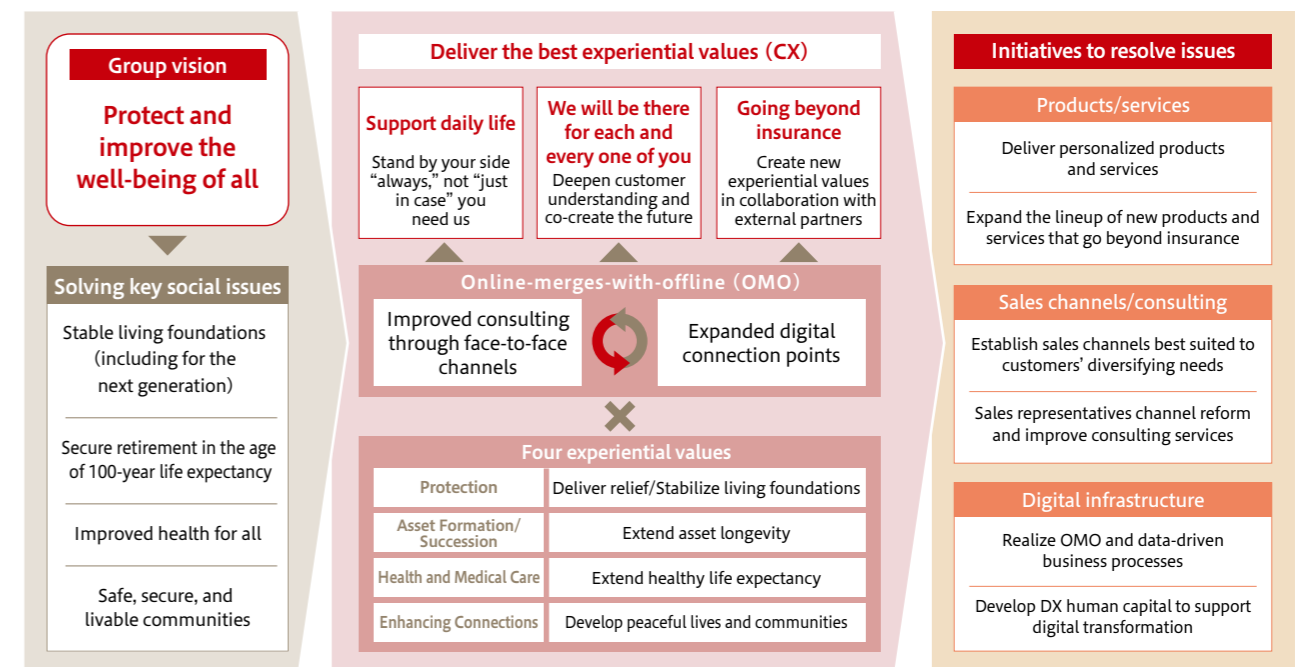 Group vision
Protect and
improve the
well-being of all
Solving key social issues
Stable living foundations
(including for the
next generation)
Secure retirement in the age
of 100-year life expectancy
Improved health for all
Safe, secure, and
livable communities
Deliver the best experiential values (CX)
Support daily life
Stand by your side
“always,” not “just
in case” you
need us
We will be there
for each and
every one of you
Deepen customer
understanding and
co-create the future
Going beyond
insurance
Create new
experiential values
in collaboration with
external partners
Online-merges-with-offline (OMO)
Improved consulting
through face-to-face
channels
Expanded digital
connection points
Four experiential values
Protection
Deliver relief/Stabilize living foundations
Asset Formation/
Succession
Extend asset longevity
Health and Medical Care
Extend healthy life expectancy
Enhancing Connections
Develop peaceful lives and communities
Initiatives to resolve issues
Products/services
Deliver personalized products
and services
Expand the lineup of new products and
services that go beyond insurance
Sales channels/consulting
Establish sales channels best suited to
customers’ diversifying needs
Sales representatives channel reform
and improve consulting services
Digital infrastructure
Realize OMO and data-driven
business processes
Develop DX human capital to support
digital transformation